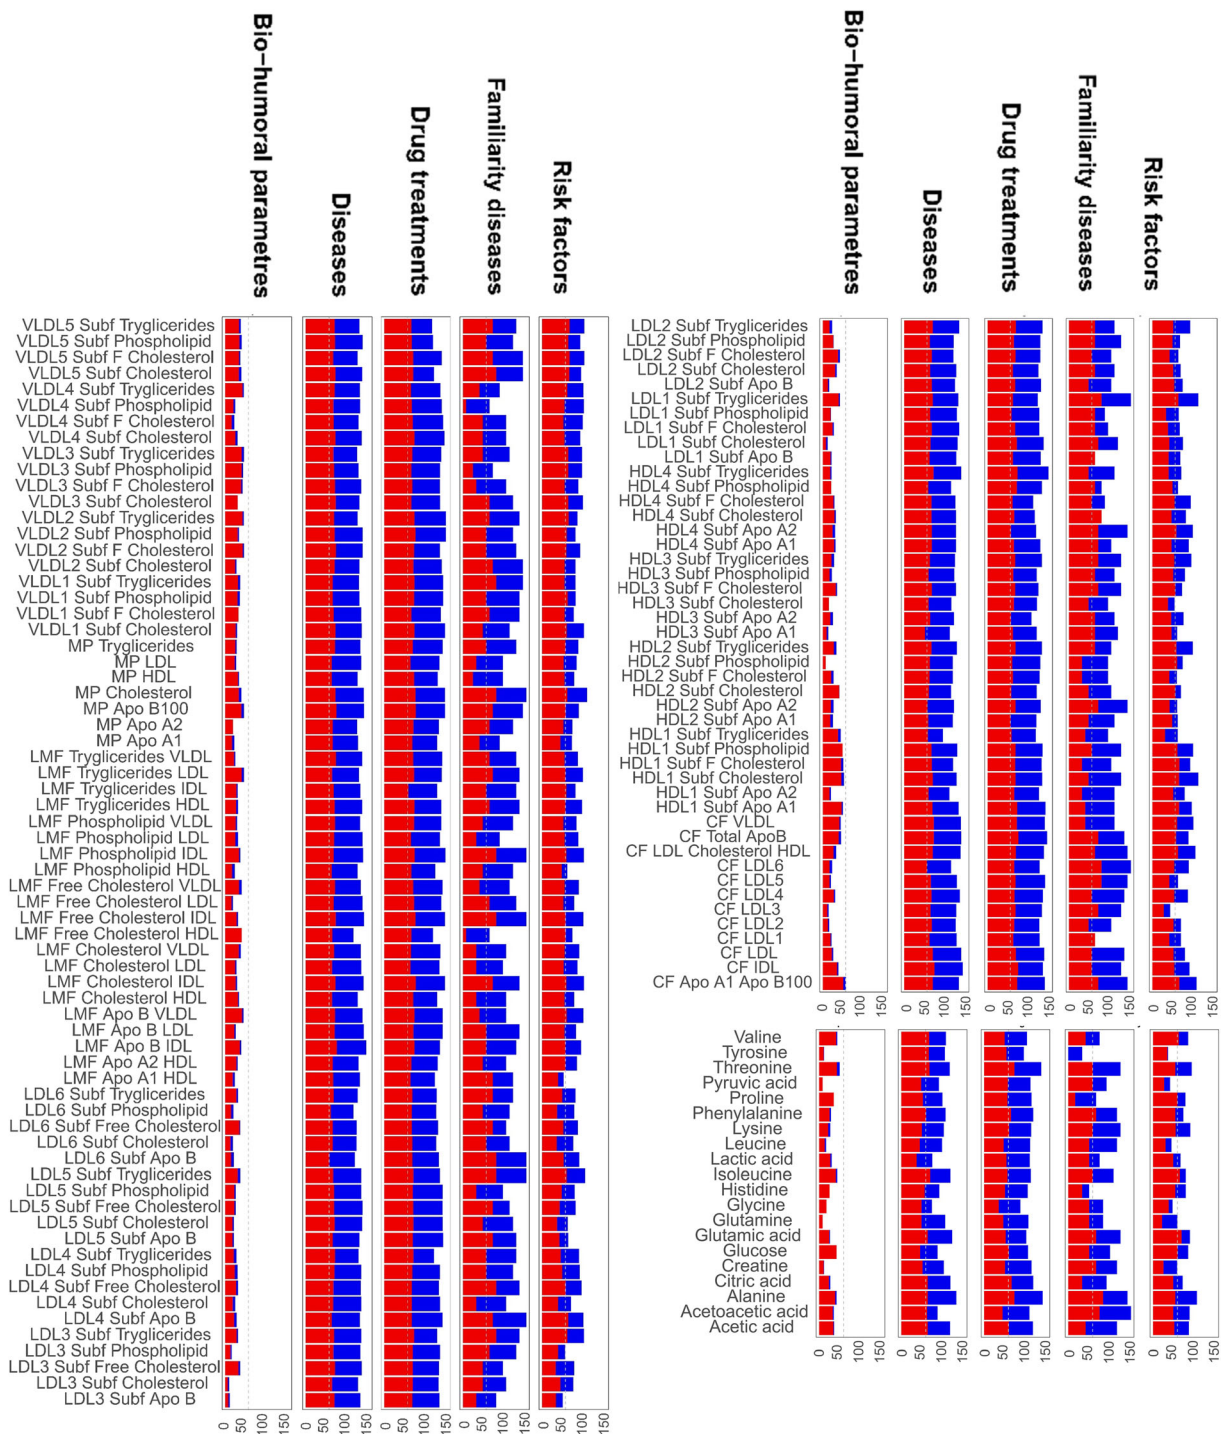 Bio-humoral parametres
Diseases
Drug treatments
Familiarity diseases
Risk factors
VLDL5 Subf Tryglicerides
VLDL5 Subf Phospholipid
VLDL5 Subf F Cholesterol
VLDL5 Subf Cholesterol
VLDL4 Subf Tryglicerides
VLDL4 Subf Phospholipid
VLDL4 Subf F Cholesterol
VLDL4 Subf Cholesterol
VLDL3 Subf Tryglicerides
VLDL3 Subf Phospholipid
VLDL3 Subf F Cholesterol
VLDL3 Subf Cholesterol
VLDL2 Subf Tryglicerides
VLDL2 Subf Phospholipid
VLDL2 Subf F Cholesterol
VLDL2 Subf Cholesterol
VLDL1 Subf Tryglicerides
VLDL1 Subf Phospholipid
VLDL1 Subf F Cholesterol
VLDL1 Subf Cholesterol
MP Tryglicerides
MP LDL
MP HDL
MP Cholesterol
MP Apo B100
MP Apo A2
MP Apo A1
LMF Tryglicerides VLDL
LMF Tryglicerides LDL
LMF Tryglicerides IDL
LMF Tryglicerides HDL
LMF Phospholipid VLDL
LMF Phospholipid LDL
LMF Phospholipid IDL
LMF Phospholipid HDL
LMF Free Cholesterol VLDL
LMF Free Cholesterol LDL
LMF Free Cholesterol IDL
LMF Free Cholesterol HDL
LMF Cholesterol VLDL
LMF Cholesterol LDL
LMF Cholesterol IDL
LMF Cholesterol HDL
LMF Apo B VLDL
LMF Apo B LDL
LMF Apo B IDL
LMF Apo A2 HDL
LMF Apo A1 HDL
LDL6 Subf Tryglicerides
LDL6 Subf Phospholipid
LDL6 Subf Free Cholesterol
LDL6 Subf Cholesterol
LDL6 Subf Apo B
LDL5 Subf Tryglicerides
LDL5 Subf Phospholipid
LDL5 Subf Free Cholesterol
LDL5 Subf Cholesterol
LDL5 Subf Apo B
LDL4 Subf Tryglicerides
LDL4 Subf Phospholipid
LDL4 Subf Free Cholesterol
LDL4 Subf Cholesterol
LDL4 Subf Apo B
LDL3 Subf Tryglicerides
LDL3 Subf Phospholipid
LDL3 Subf Free Cholesterol
LDL3 Subf Cholesterol
LDL3 Subf Apo B
0 50 100 150 0 50 100 150 0 50 100 150 0 50 100 150 0 50 100 150
Bio-humoral parametres
Diseases
Drug treatments
Familiarity diseases
Risk factors
LDL2 Subf Tryglicerides
LDL2 Subf Phospholipid
LDL2 Subf F Cholesterol
LDL2 Subf Cholesterol
LDL2 Subf Apo B
LDL1 Subf Tryglicerides
LDL1 Subf Phospholipid
LDL1 Subf F Cholesterol
LDL1 Subf Cholesterol
LDL1 Subf Apo B
HDL4 Subf Tryglicerides
HDL4 Subf Phospholipid
HDL4 Subf F Cholesterol
HDL4 Subf Cholesterol
HDL4 Subf Apo A2
HDL4 Subf Apo A1
HDL3 Subf Tryglicerides
HDL3 Subf Phospholipid
HDL3 Subf F Cholesterol
HDL3 Subf Cholesterol
HDL3 Subf Apo A2
HDL3 Subf Apo A1
HDL2 Subf Tryglicerides
HDL2 Subf Phospholipid
HDL2 Subf F Cholesterol
HDL2 Subf Cholesterol
HDL2 Subf Apo A2
HDL2 Subf Apo A1
HDL1 Subf Tryglicerides
HDL1 Subf Phospholipid
HDL1 Subf F Cholesterol
HDL1 Subf Cholesterol
HDL1 Subf Apo A2
HDL1 Subf Apo A1
CF VLDL
CF Total ApoB
CF LDL Cholesterol HDL
CF LDL6
CF LDL5
CF LDL4
CF LDL3
CF LDL2
CF LDL1
CF LDL
CF IDL
CF Apo A1 Apo B100
0 50 100 150 0 50 100 150 0 50 100 150 0 50 100 150 0 50 100 150
Valine
Tyrosine
Threonine
Pyruvic acid
Proline
Phenylalanine
Lysine
Leucine
Lactic acid
Isoleucine
Histidine
Glycine
Glutamine
Glutamic acid
Glucose
Creatine
Citric acid
Alanine
Acetoacetic acid
Acetic acid
0 50 100 150 0 50 100 150 0 50 100 150 0 50 100 150 0 50 100 150